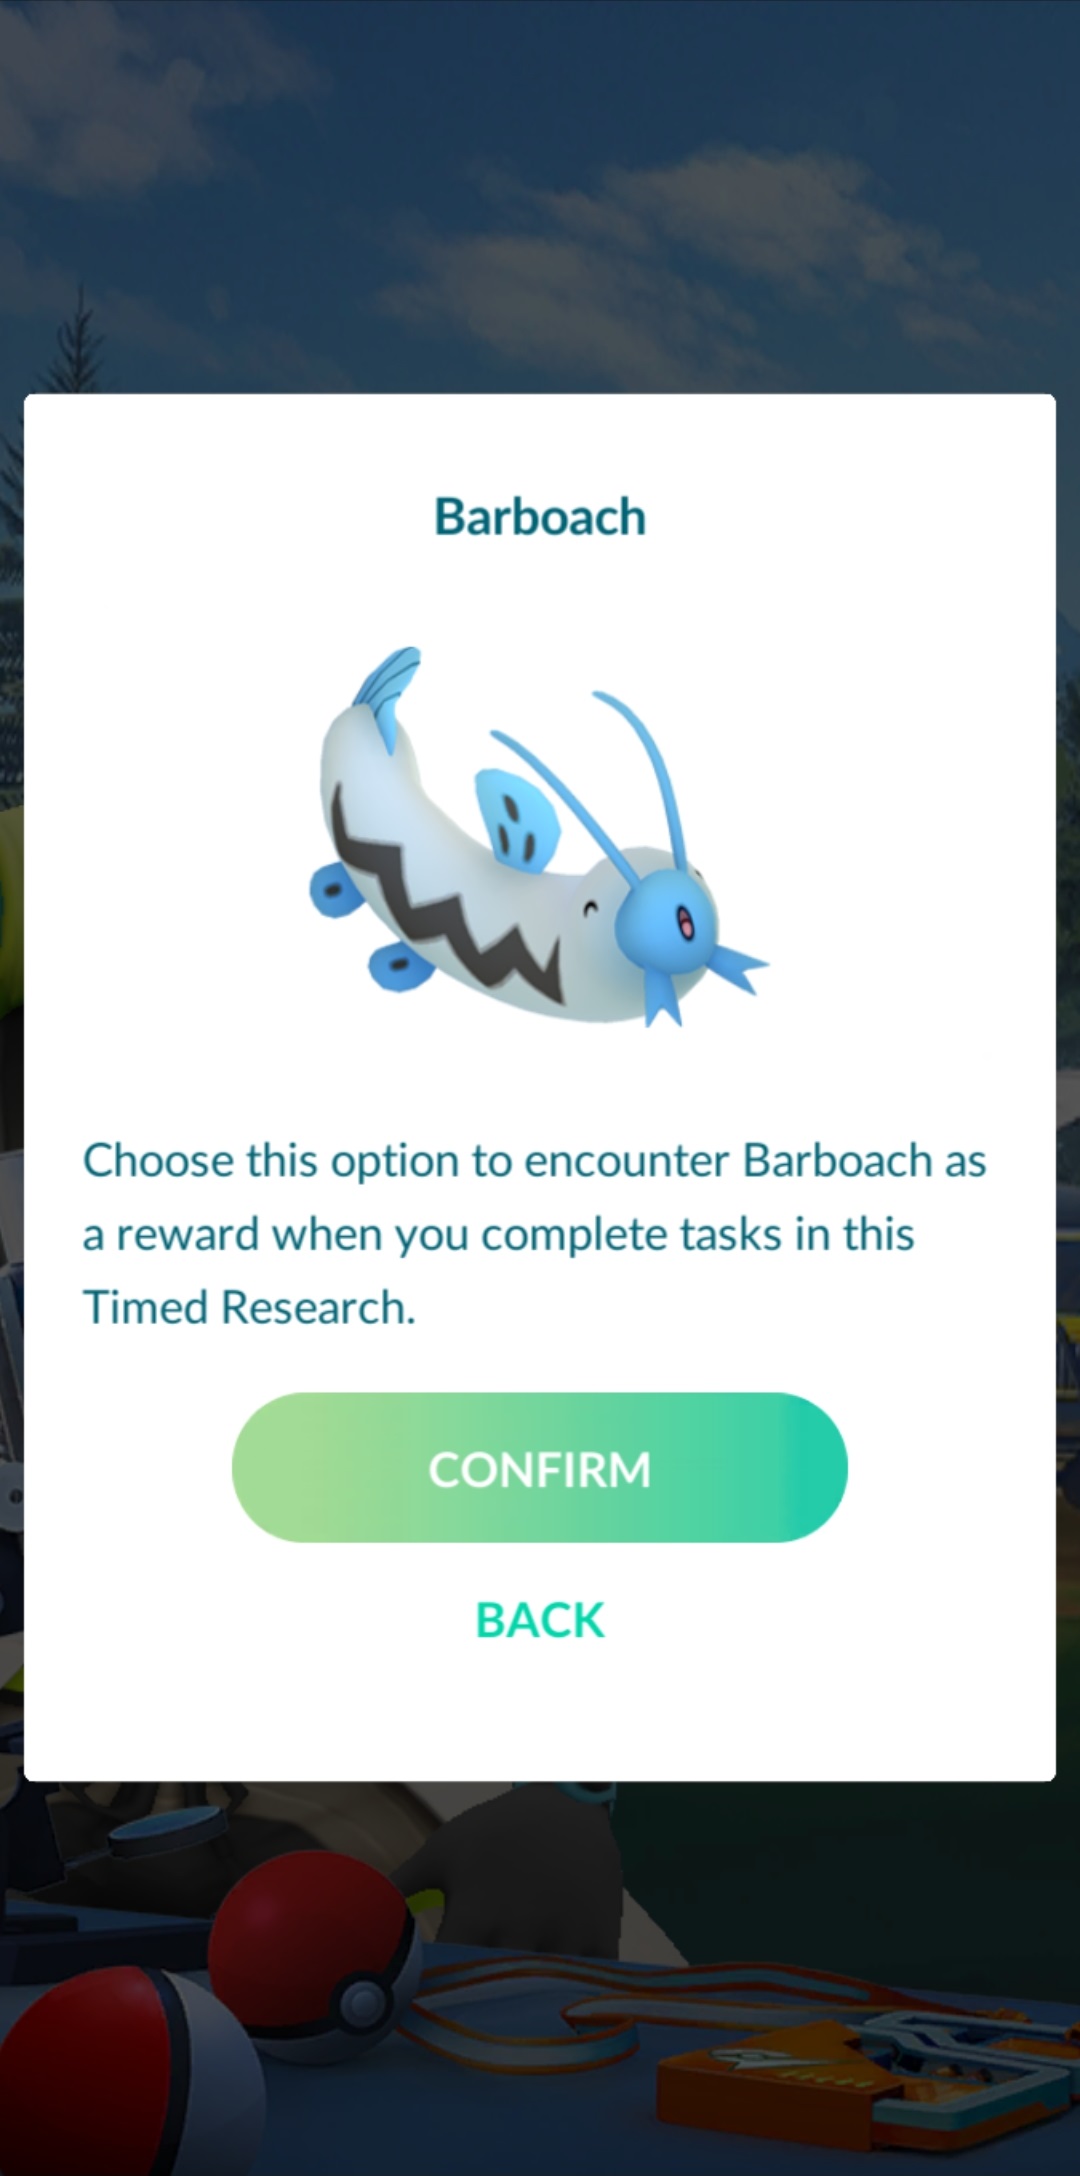 Barboach
Choose this option to encounter Barboach as
a reward when you complete tasks in this
Timed Research.
CONFIRM
BACK